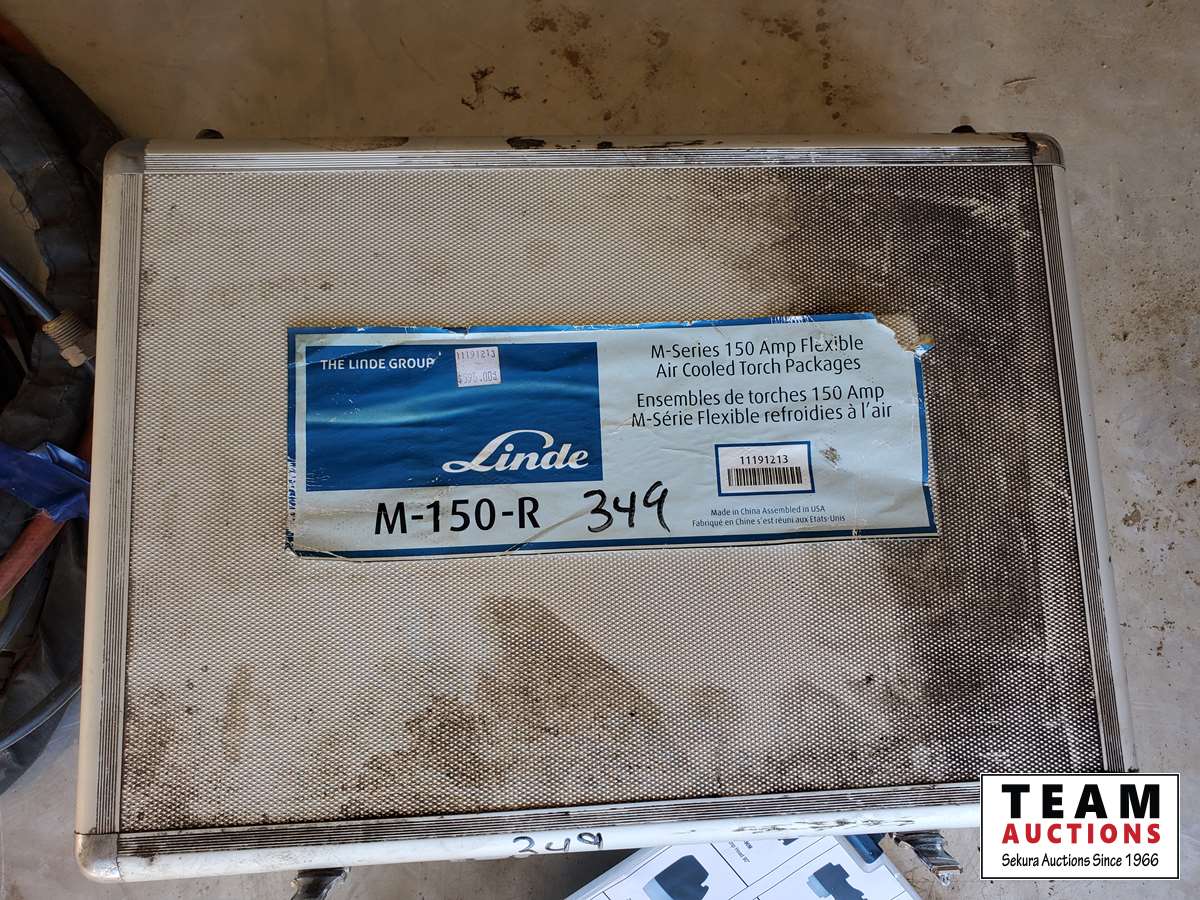 THE LINDE GROUP
11191213
Linde
M-150-R
349
M-Series 150 Amp Flexible
Air Cooled Torch Packages
Ensembles de torches 150 Amp
M-Série Flexible refroidies à l'air
11191213
Made in China Assembled in USA
Fabriqué en Chine s'est réuni aux États-Unis
349
TEAM
AUCTIONS
Sekura Auctions Since 1966